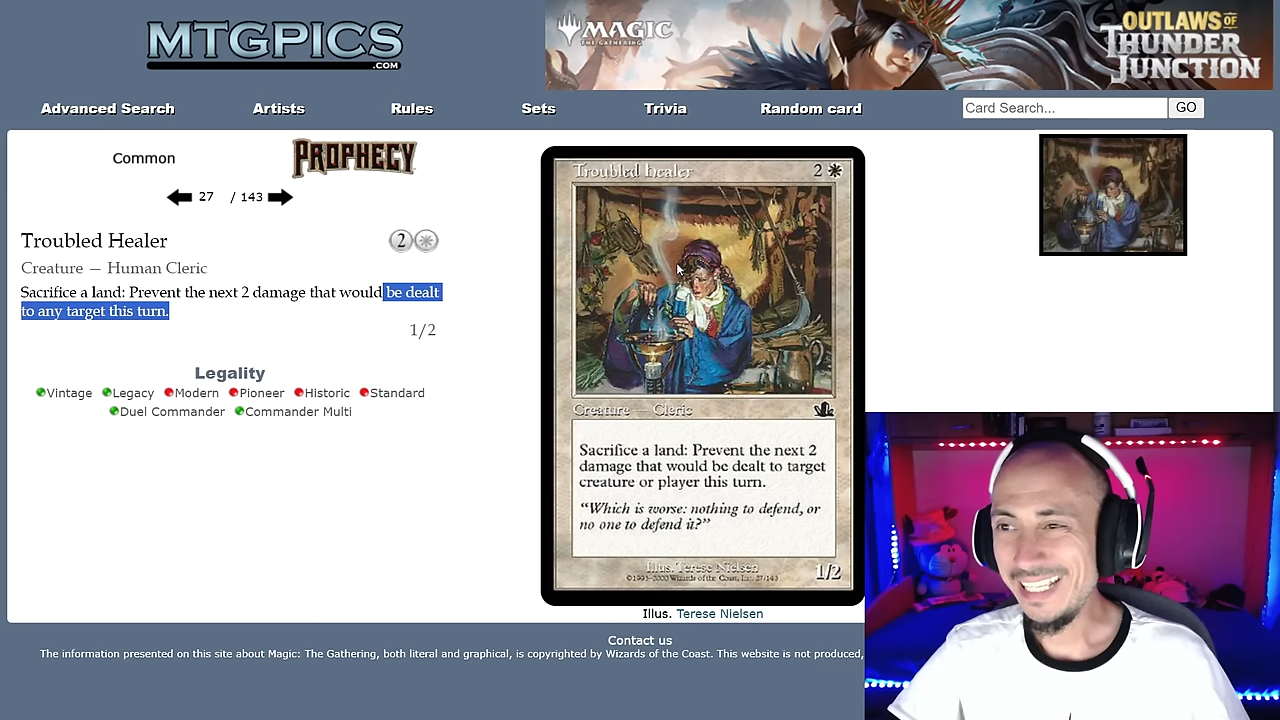 MTGPICS
.COM
MAGIC
THE GATHERING
OUTLAWS OF
THUNDER
JUNCTION
Advanced Search
Artists
Rules
Sets
Trivia
Random card
Card Search...
GO
Common
PROPHECY
27 / 143
Troubled Healer
2
Creature — Human Cleric
Sacrifice a land: Prevent the next 2 damage that would be dealt
to any target this turn.
1/2
Legality
Vintage Legacy Modern Pioneer Historic Standard
Duel Commander Commander Multi
Troubled healer
2
Creature — Cleric
Sacrifice a land: Prevent the next 2
damage that would be dealt to target
creature or player this turn.
“Which is worse: nothing to defend, or
no one to defend it?”
Illus. Terese Nielsen
1/2
Illus. Terese Nielsen
Contact us
The information presented on this site about Magic: The Gathering, both literal and graphical, is copyrighted by Wizards of the Coast. This website is not produced,